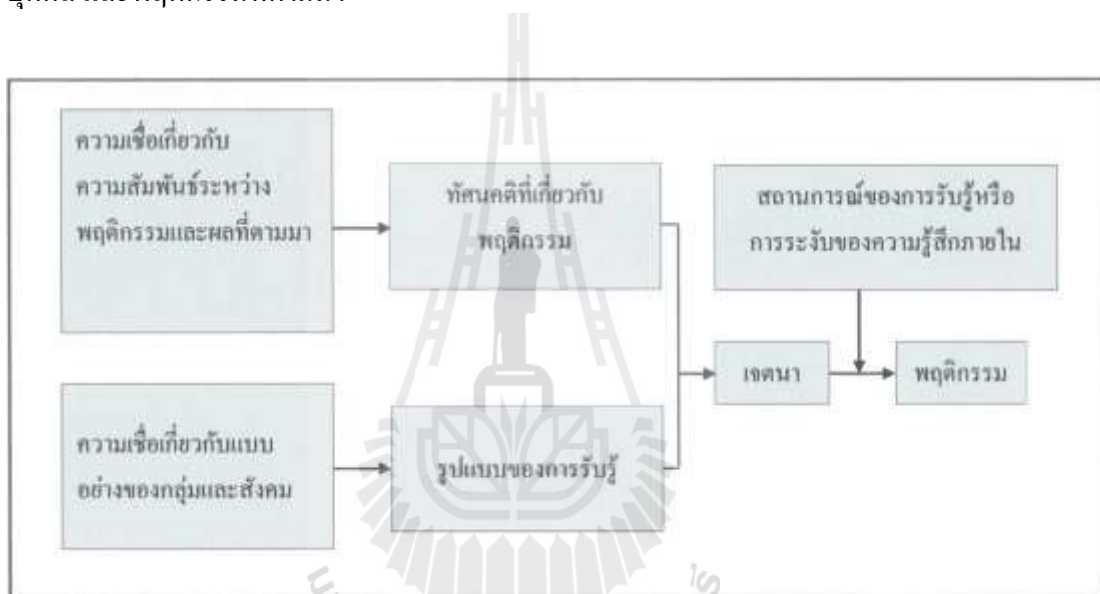 ความเชื่อเกี่ยวกับ
ความสัมพันธ์ระหว่าง
พฤติกรรมและผลที่ตามมา
ทัศนคติที่เกี่ยวกับ
พฤติกรรม
สถานการณ์ของการรับรู้หรือ
การระงับของความรู้สึกภายใน
เจตนา
พฤติกรรม
ความเชื่อเกี่ยวกับแบบ
อย่างของกลุ่มและสังคม
รูปแบบของการรับรู้